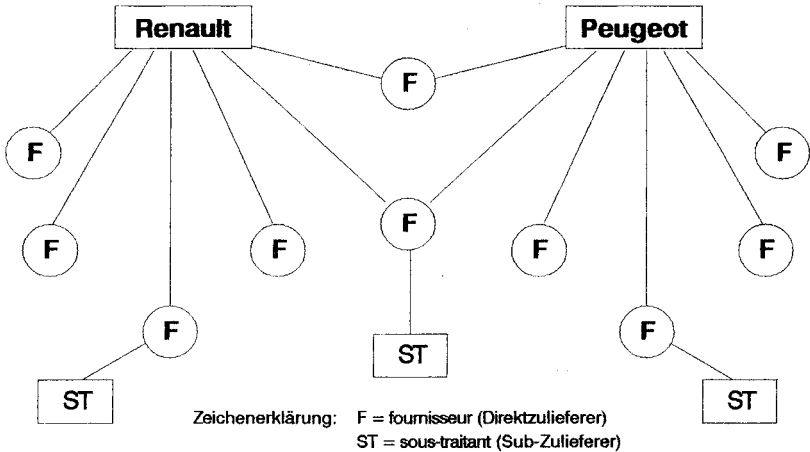 Renault Peugeot
F
F F
F
F F F F
F F
ST
ST ST
Zeichenerklärung: F = fournisseur (Direktzulieferer)
ST = sous-traitant (Sub-Zulieferer)